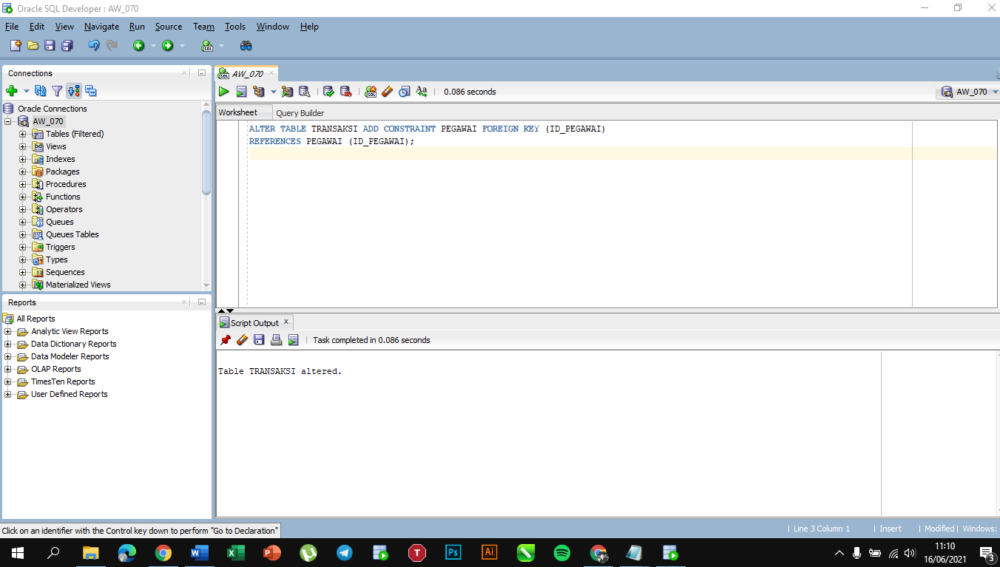 Oracle SQL Developer : AW_070
File Edit View Navigate Run Source Team Tools Window Help
Connections
Oracle Connections
AW_070
Tables (Filtered)
Views
Indexes
Packages
Procedures
Functions
Operators
Queues
Queues Tables
Triggers
Types
Sequences
Materialized Views
Reports
All Reports
Analytic View Reports
Data Dictionary Reports
Data Modeler Reports
OLAP Reports
TimesTen Reports
User Defined Reports
AW_070
0.086 seconds
AW_070
Worksheet Query Builder
ALTER TABLE TRANSAKSI ADD CONSTRAINT PEGAWAI FOREIGN KEY (ID_PEGAWAI)
REFERENCES PEGAWAI (ID_PEGAWAI);
Script Output
Task completed in 0.086 seconds
Table TRANSAKSI altered.
Click on an identifier with the Control key down to perform "Go to Declaration"
| Line 3 Column 1 | Insert | Modified | Windows:
11:10
16/06/2021
3